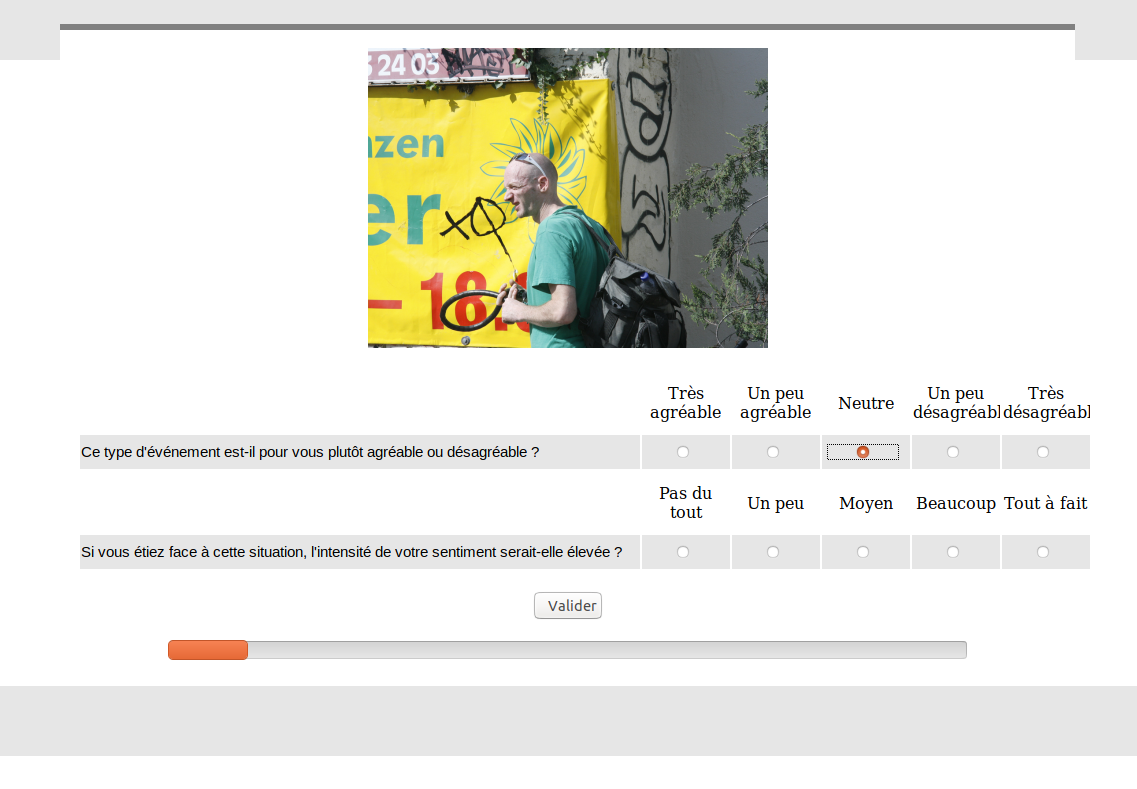 5 24 03
nzen
er
– 18.
Très agréable
Un peu agréable
Neutre
Un peu désagréabl
Très désagréabl
Ce type d'événement est-il pour vous plutôt agréable ou désagréable ?
Pas du tout
Un peu
Moyen
Beaucoup
Tout à fait
Si vous étiez face à cette situation, l'intensité de votre sentiment serait-elle élevée ?
Valider